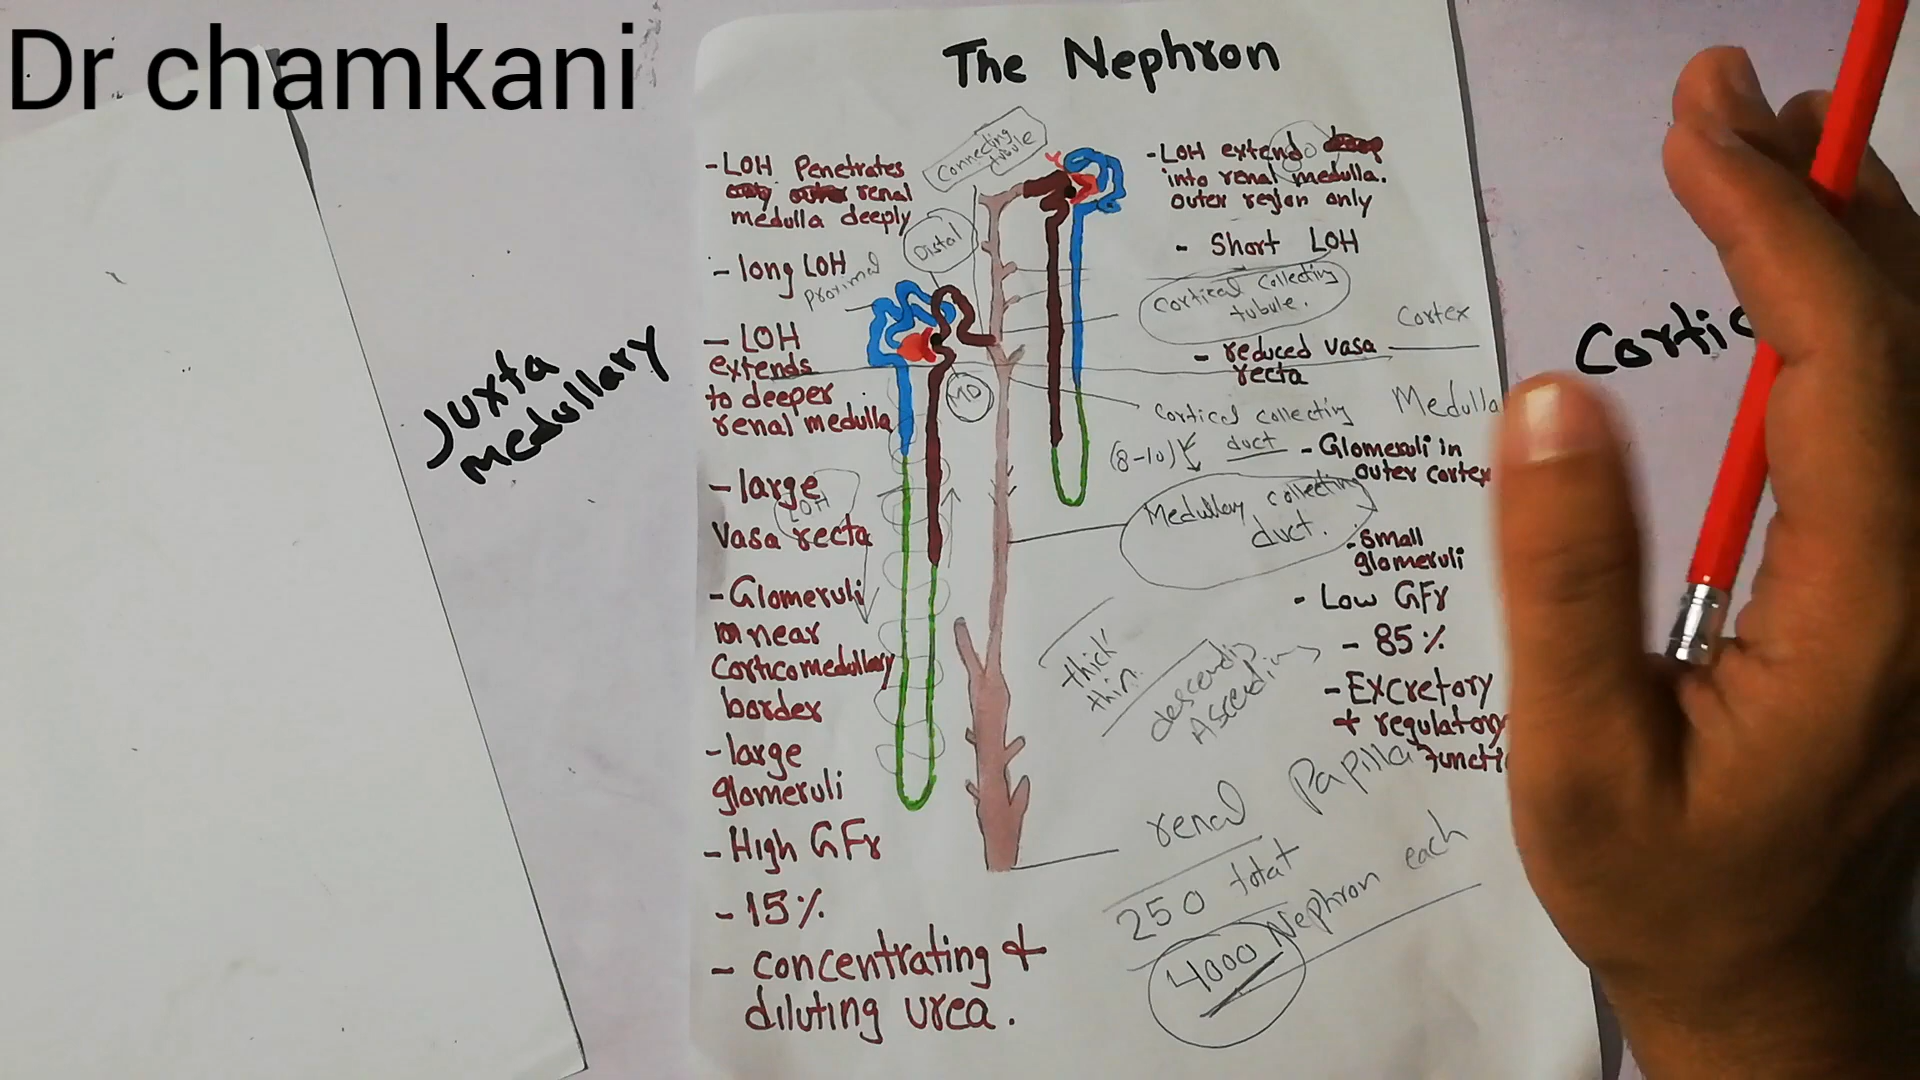 Dr chamkani
The Nephron
Juxta
medullary
-LOH Penetrates
renal
medulla deeply
- long LOH
Proximal
- LOH
extends
to deeper
renal medulla
- large
LOH
Vasa recta
- Glomeruli
near
Corticomedullary
border
- large
glomeruli
- High GFr
- 15%
- concentrating +
diluting urea.
Connecting
tubule
Distal
MD
- LOH extend
into renal medulla.
outer region only
- Short LOH
Cortical Collecting
tubule.
Cortex
- reduced vasa
recta
Cortical collecting
duct
Medulla
(8-10)
- Glomeruli in
outer cortex
Medullary collecting
duct.
- Small
glomeruli
- Low GFr
- 85%
- Excretory
+ regulatory
functi
thick
thin
descending
Ascending
renal Papilla
250 total
4000 Nephron each
Cortic